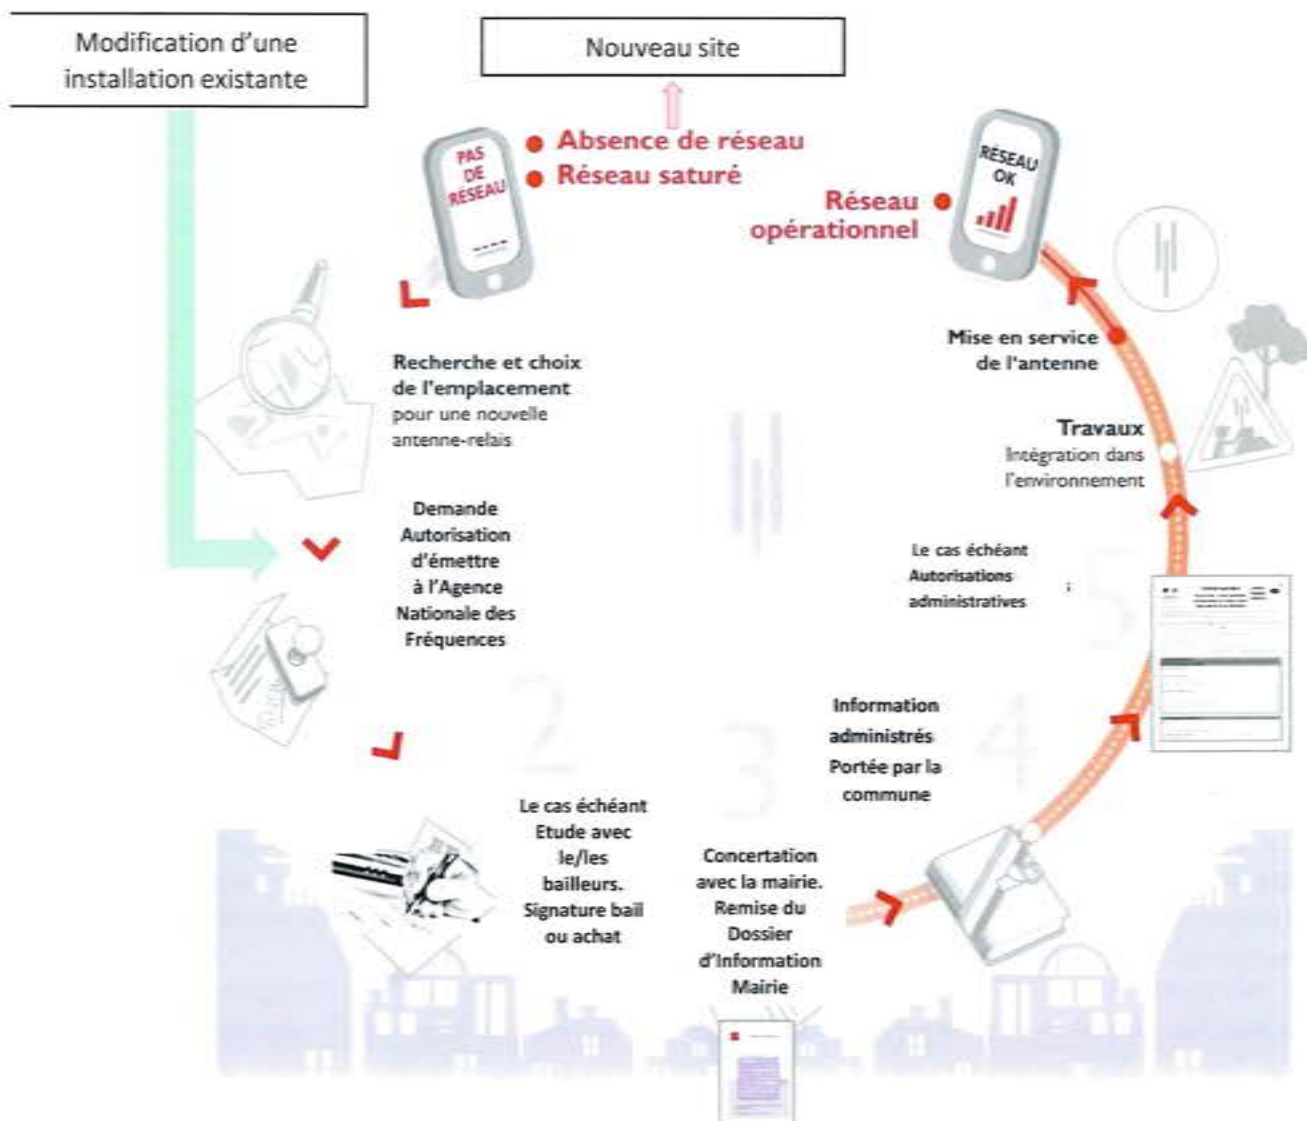 Modification d'une
installation existante
Nouveau site
PAS
DE
RÉSEAU
Absence de réseau
Réseau saturé
RÉSEAU
OK
Réseau
opérationnel
Recherche et choix
de l'emplacement
pour une nouvelle
antenne-relais
Demande
Autorisation
d'émettre
à l'Agence
Nationale des
Fréquences
2
Le cas échéant
Etude avec
le/les
bailleurs.
Signature bail
ou achat
3
Concertation
avec la mairie.
Remise du
Dossier
d'Information
Mairie
4
Information
administrés
Portée par la
commune
5
Le cas échéant
Autorisations :
administratives
Travaux
Intégration dans
l'environnement
Mise en service
de l'antenne